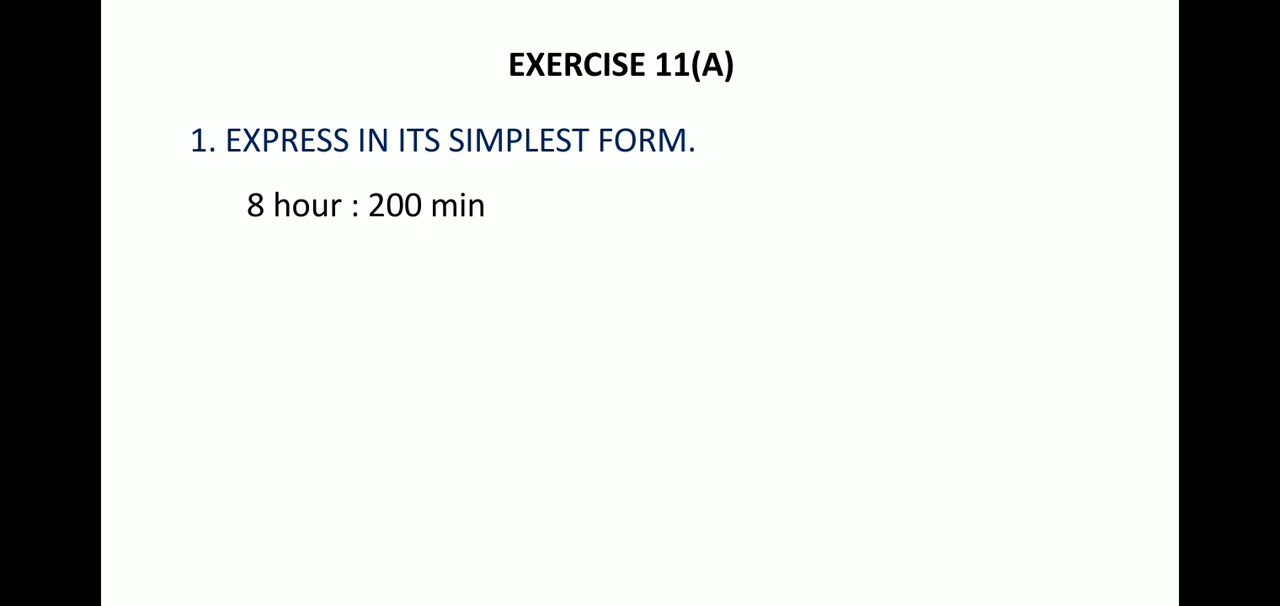 EXERCISE 11(A)
1. EXPRESS IN ITS SIMPLEST FORM.
8 hour : 200 min